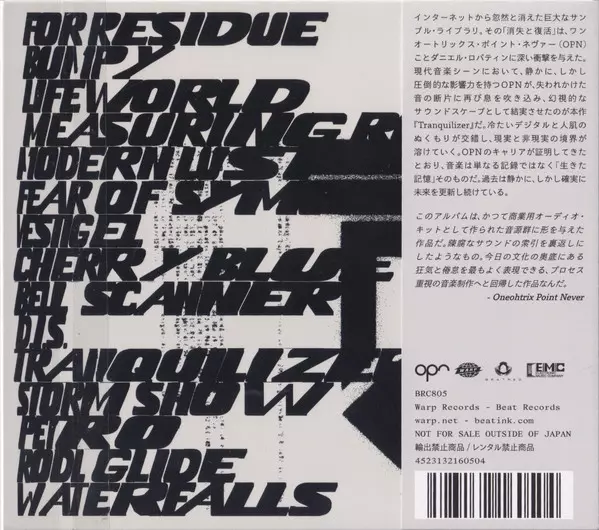 FOR RESIDUE
BUMPY
LIFEWORLD
MEASURING R
MODERN LUST
FEAR OF SYM
VESTIGEL
CHERRY BLUE
BELL SCANNER
D.I.S.
TRANQUILIZER
STORM SHOW
PETRO
RODL GLIDE
WATERFALLS
インターネットから忽然と消えた巨大なサン
プル・ライブラリ。その「消失と復活」は、ワン
オートリックス・ポイント・ネヴァー（OPN）
ことダニエル・ロパティンに深い衝撃を与えた。
現代音楽シーンにおいて、静かに、しかし
圧倒的な影響力を持つOPNが、失われかけた
音の断片に再び息を吹き込み、幻視的な
サウンドスケープとして結実させたのが本作
『Tranquilizer』だ。冷たいデジタルと人肌の
ぬくもりが交錯し、現実と非現実の境界が
溶けていく。OPNのキャリアが証明してきた
とおり、音楽は単なる記録ではなく「生きた
記憶」そのものだ。過去は静かに、しかし確実に
未来を更新し続けている。
このアルバムは、かつて商業用オーディオ・
キットとして作られた音源群に形を与えた
作品だ。陳腐なサウンドの索引を裏返しに
したようなもの。今日の文化の奥底にある
狂気と倦怠を最もよく表現できる、プロセス
重視の音楽制作へと回帰した作品なんだ。
- Oneohtrix Point Never
opn
BEATINK
EMC
BRC805
Warp Records - Beat Records
warp.net - beatink.com
NOT FOR SALE OUTSIDE OF JAPAN
輸出禁止商品 / レンタル禁止商品
4523132160504